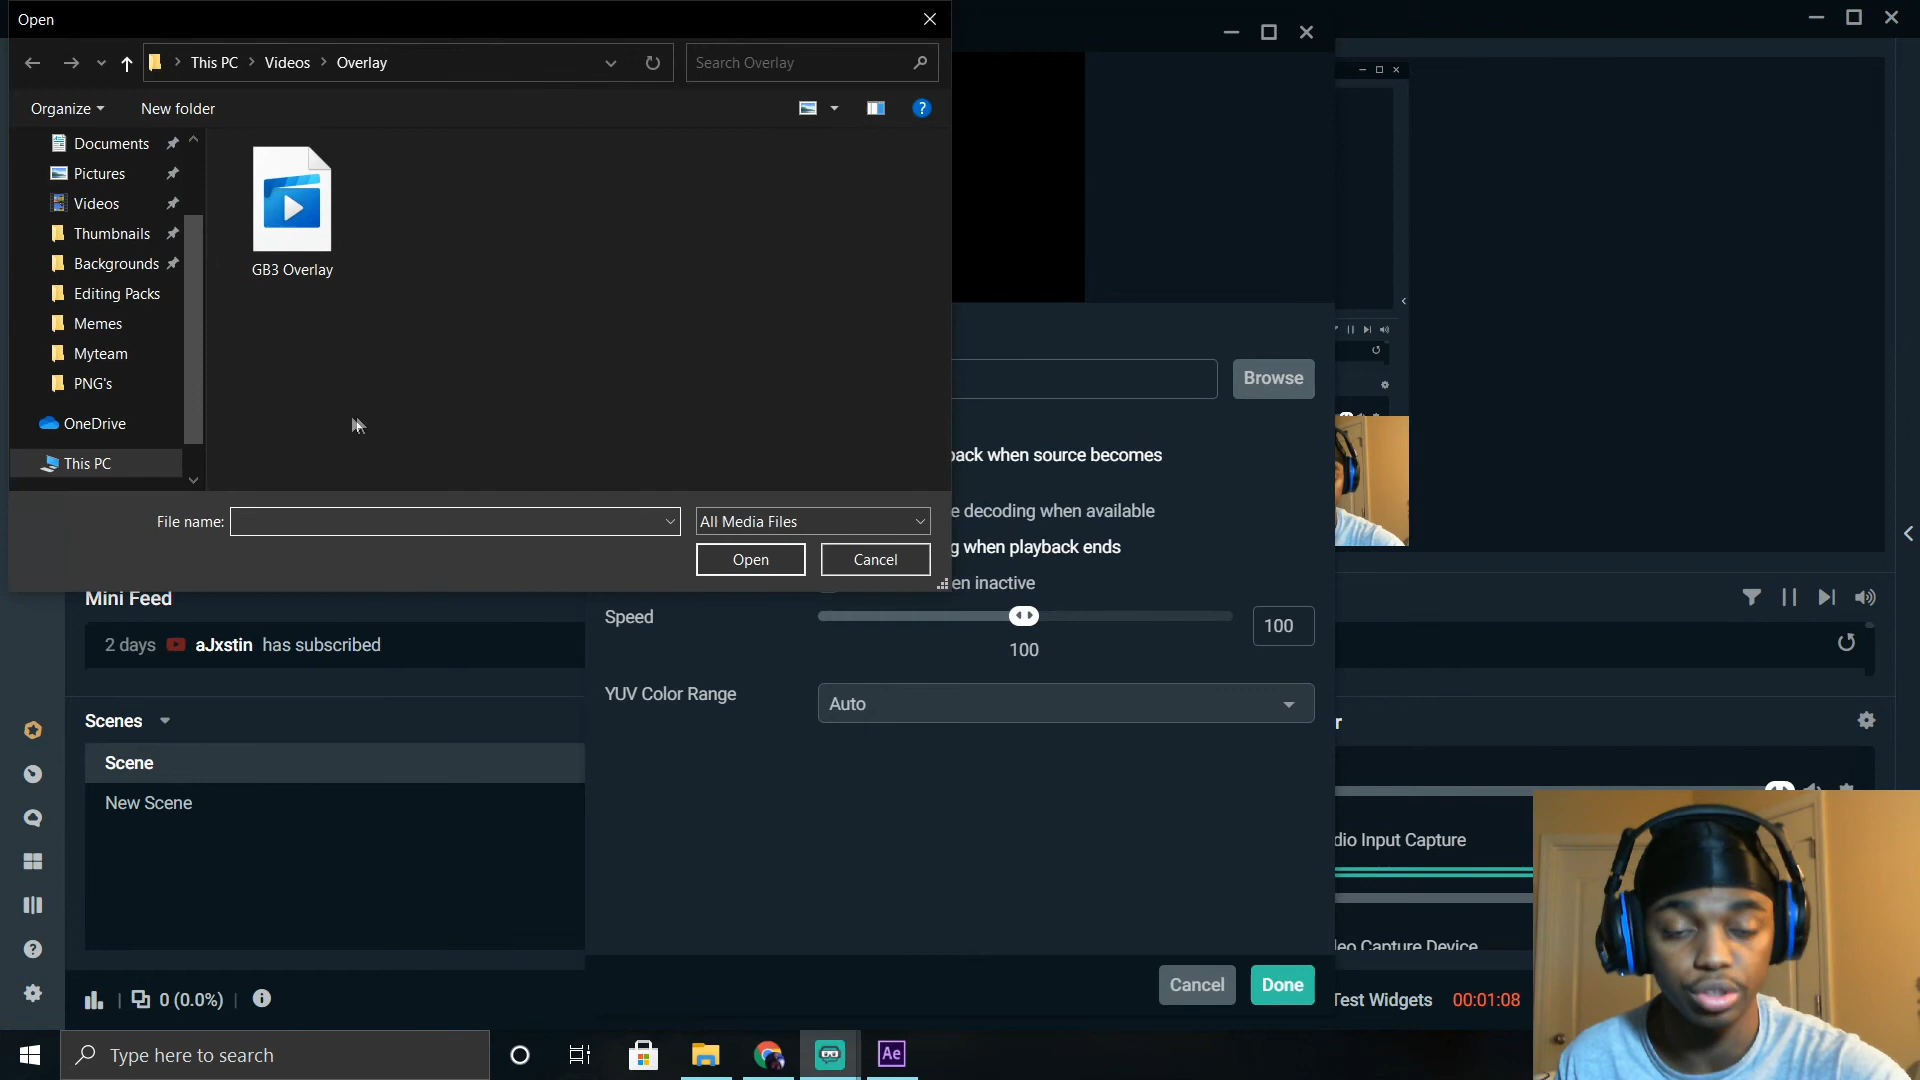 Open
This PC
Videos
Overlay
Search Overlay
Organize
New folder
Documents
Pictures
Videos
Thumbnails
Backgrounds
Editing Packs
Memes
Myteam
PNG's
OneDrive
This PC
GB3 Overlay
File name:
All Media Files
Open
Cancel
Browse
back when source becomes
e decoding when available
g when playback ends
en inactive
Speed
100
100
YUV Color Range
Auto
Cancel
Done
Mini Feed
2 days aJxstin has subscribed
Scenes
Scene
New Scene
0 (0.0%)
r
dio Input Capture
eo Capture Device
Test Widgets 00:01:08
Type here to search
Ae